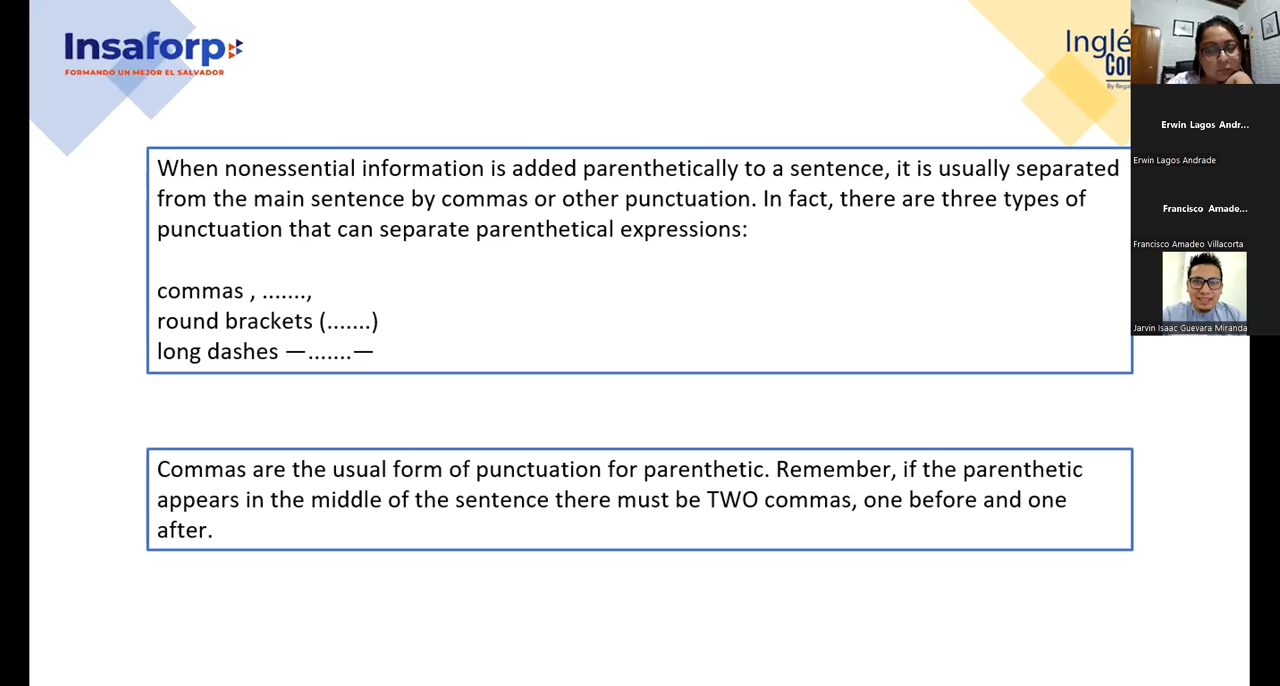 Insaforp
FORMANDO UN MEJOR EL SALVADOR
Inglé
Con
By Rega
When nonessential information is added parenthetically to a sentence, it is usually separated
from the main sentence by commas or other punctuation. In fact, there are three types of
punctuation that can separate parenthetical expressions:
commas , .......,
round brackets (.......)
long dashes —.......—
Commas are the usual form of punctuation for parenthetic. Remember, if the parenthetic
appears in the middle of the sentence there must be TWO commas, one before and one
after.
Erwin Lagos Andr...
Erwin Lagos Andrade
Francisco Amade...
Francisco Amadeo Villacorta
Jarvin Isaac Guevara Miranda